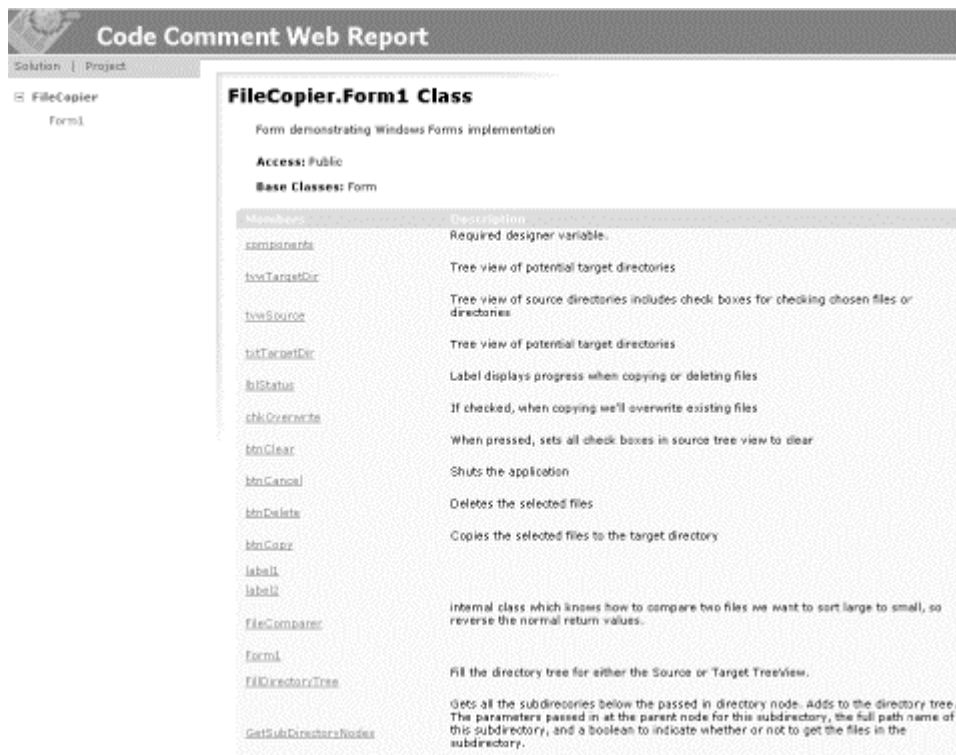 Code Comment Web Report
Solution | Project
FileCopier
Form1
FileCopier.Form1 Class
Form demonstrating Windows Forms implementation
Access: Public
Base Classes: Form
Members Description
components Required designer variable.
tvwTargetDir Tree view of potential target directories
tvwSource Tree view of source directories includes check boxes for checking chosen files or
directories
txtTargetDir Tree view of potential target directories
lblStatus Label displays progress when copying or deleting files
chkOverwrite If checked, when copying we'll overwrite existing files
btnClear When pressed, sets all check boxes in source tree view to clear
btnCancel Shuts the application
btnDelete Deletes the selected files
btnCopy Copies the selected files to the target directory
label1
label2
FileComparer internal class which knows how to compare two files we want to sort large to small, so
reverse the normal return values.
Form1
FillDirectoryTree Fill the directory tree for either the Source or Target TreeView.
GetSubDirectoryNodes Gets all the subdirecories below the passed in directory node. Adds to the directory tree.
The parameters passed in at the parent node for this subdirectory, the full path name of
this subdirectory, and a boolean to indicate whether or not to get the files in the
subdirectory.